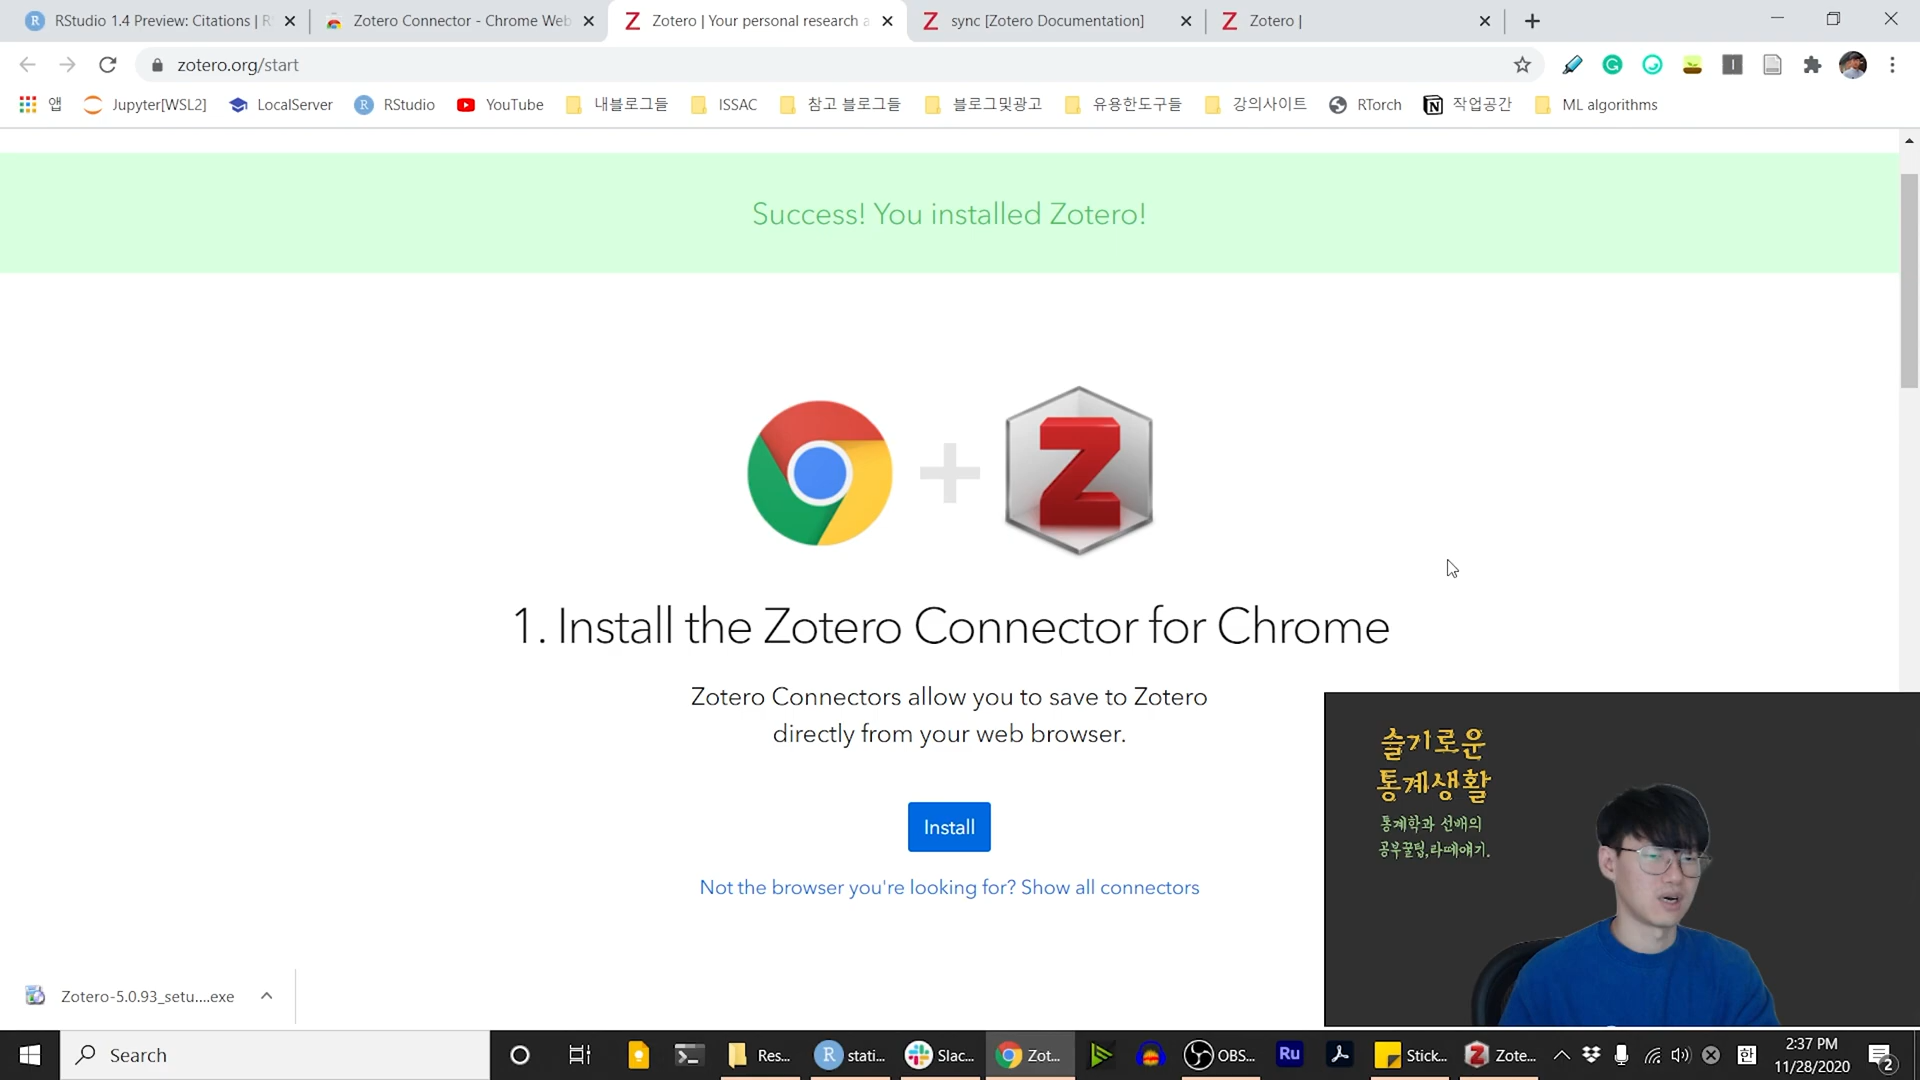 RStudio 1.4 Preview: Citations | R
Zotero Connector - Chrome Web
Zotero | Your personal research a
sync [Zotero Documentation]
Zotero |
zotero.org/start
앱
Jupyter[WSL2]
LocalServer
RStudio
YouTube
내블로그들
ISSAC
참고 블로그들
블로그및광고
유용한도구들
강의사이트
RTorch
작업공간
ML algorithms
Success! You installed Zotero!
1. Install the Zotero Connector for Chrome
Zotero Connectors allow you to save to Zotero
directly from your web browser.
Install
Not the browser you're looking for? Show all connectors
슬기로운
통계생활
통계학과 선배의
공부꿀팁,라떼얘기.
Zotero-5.0.93_setu....exe
Search
Res...
stati...
Slac...
Zot...
OBS...
Ru
Stick...
Zote...
한
2:37 PM
11/28/2020
2